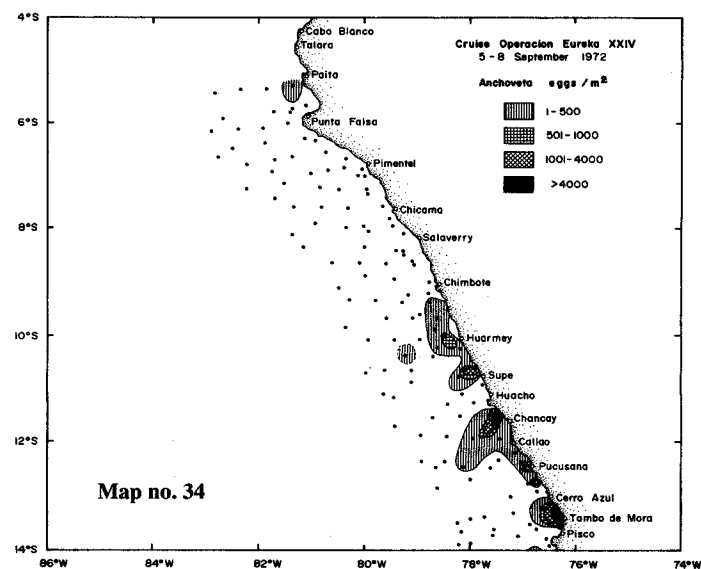 4°S
Cabo Blanco
Talara
Cruise Operacion Eureka XXIV
5-8 September 1972
Paita
Anchoveta eggs/m²
1-500
6°S
Punta Falsa
501-1000
1001-4000
Pimentel
>4000
8°S
Chicama
Salaverry
Chimbote
10°S
Huarmey
Supe
Huacho
Chancay
12°S
Callao
Pucusana
Map no. 34
Cerro Azul
Tambo de Mora
Pisco
14°S
86°W
84°W
82°W
80°W
78°W
76°W
74°W